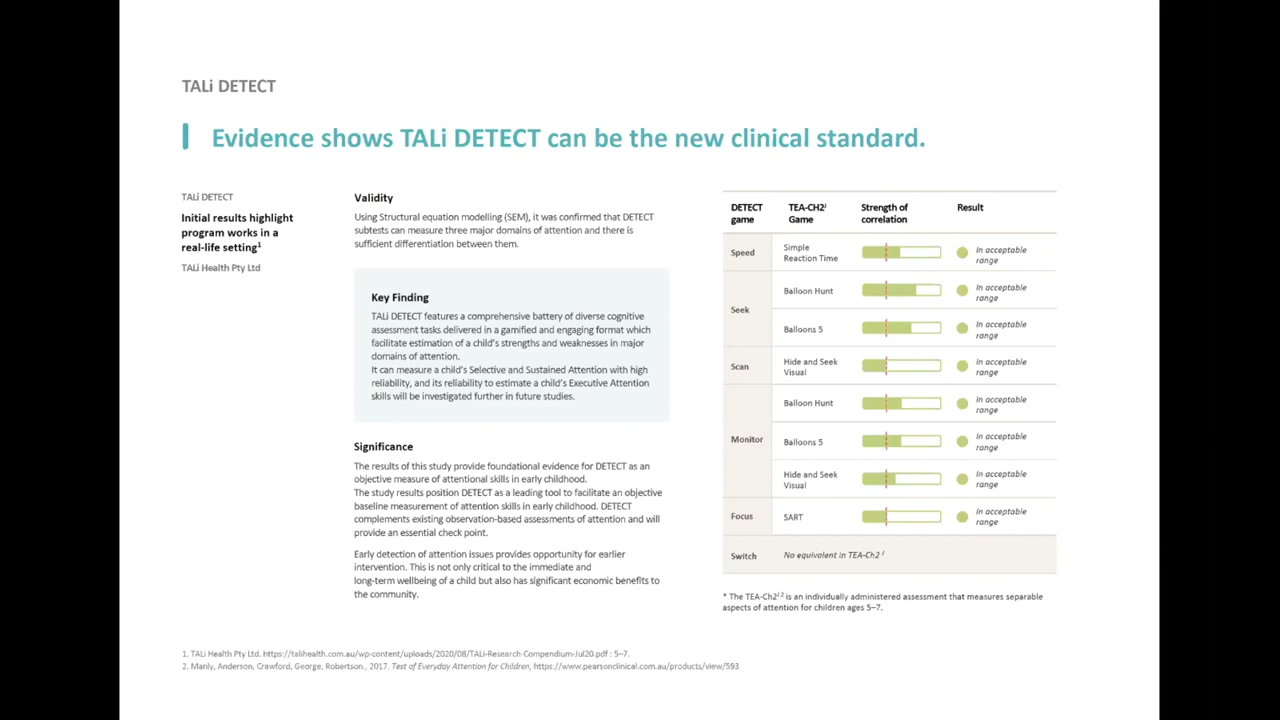 TALi DETECT
Evidence shows TALi DETECT can be the new clinical standard.
TALi DETECT
Initial results highlight
program works in a
real-life setting1
TALi Health Pty Ltd
Validity
Using Structural equation modelling (SEM), it was confirmed that DETECT
subtests can measure three major domains of attention and there is
sufficient differentiation between them.
Key Finding
TALi DETECT features a comprehensive battery of diverse cognitive
assessment tasks delivered in a gamified and engaging format which
facilitate estimation of a child's strengths and weaknesses in major
domains of attention.
It can measure a child's Selective and Sustained Attention with high
reliability, and its reliability to estimate a child's Executive Attention
skills will be investigated further in future studies.
Significance
The results of this study provide foundational evidence for DETECT as an
objective measure of attentional skills in early childhood.
The study results position DETECT as a leading tool to facilitate an objective
baseline measurement of attention skills in early childhood. DETECT
complements existing observation-based assessments of attention and will
provide an essential check point.
Early detection of attention issues provides opportunity for earlier
intervention. This is not only critical to the immediate and
long-term wellbeing of a child but also has significant economic benefits to
the community.
DETECT game TEA-CH2 Game Strength of correlation Result
Speed Simple Reaction Time In acceptable range
Seek Balloon Hunt In acceptable range
Balloons 5 In acceptable range
Scan Hide and Seek Visual In acceptable range
Monitor Balloon Hunt In acceptable range
Balloons 5 In acceptable range
Hide and Seek Visual In acceptable range
Focus SART In acceptable range
Switch No equivalent in TEA-Ch2
* The TEA-Ch2 is an individually administered assessment that measures separable
aspects of attention for children ages 5–7.
1. TALi Health Pty Ltd. https://talihealth.com.au/wp-content/uploads/2020/08/TALi-Research-Compendium-Jul20.pdf : 5–7.
2. Manly, Anderson, Crawford, George, Robertson., 2017. Test of Everyday Attention for Children, https://www.pearsonclinical.com.au/products/view/593